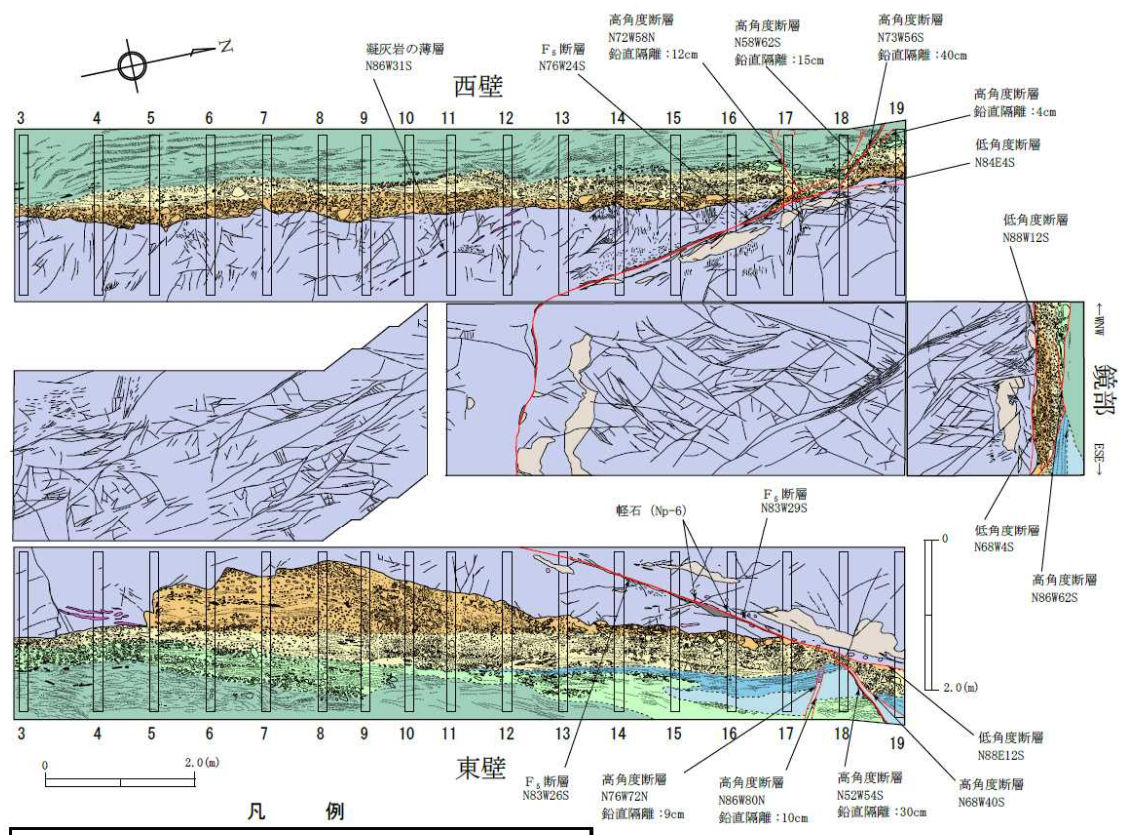 N
凝灰岩の薄層
N86W31S
西壁
F₅断層
N76W24S
高角度断層
N72W58N
鉛直隔離：12cm
高角度断層
N58W62S
鉛直隔離：15cm
高角度断層
N73W56S
鉛直隔離：40cm
高角度断層
鉛直隔離：4cm
低角度断層
N84E4S
3 4 5 6 7 8 9 10 11 12 13 14 15 16 17 18 19
低角度断層
N88W12S
←WNW
鏡部
ESE→
低角度断層
N68W4S
高角度断層
N86W62S
軽石 (Np-6)
F₅断層
N83W29S
0
2.0(m)
低角度断層
N88E12S
3 4 5 6 7 8 9 10 11 12 13 14 15 16 17 18 19
0 2.0(m)
東壁
F₅断層
N83W26S
高角度断層
N76W72N
鉛直隔離：9cm
高角度断層
N86W80N
鉛直隔離：10cm
高角度断層
N52W54S
鉛直隔離：30cm
高角度断層
N68W40S
凡 例